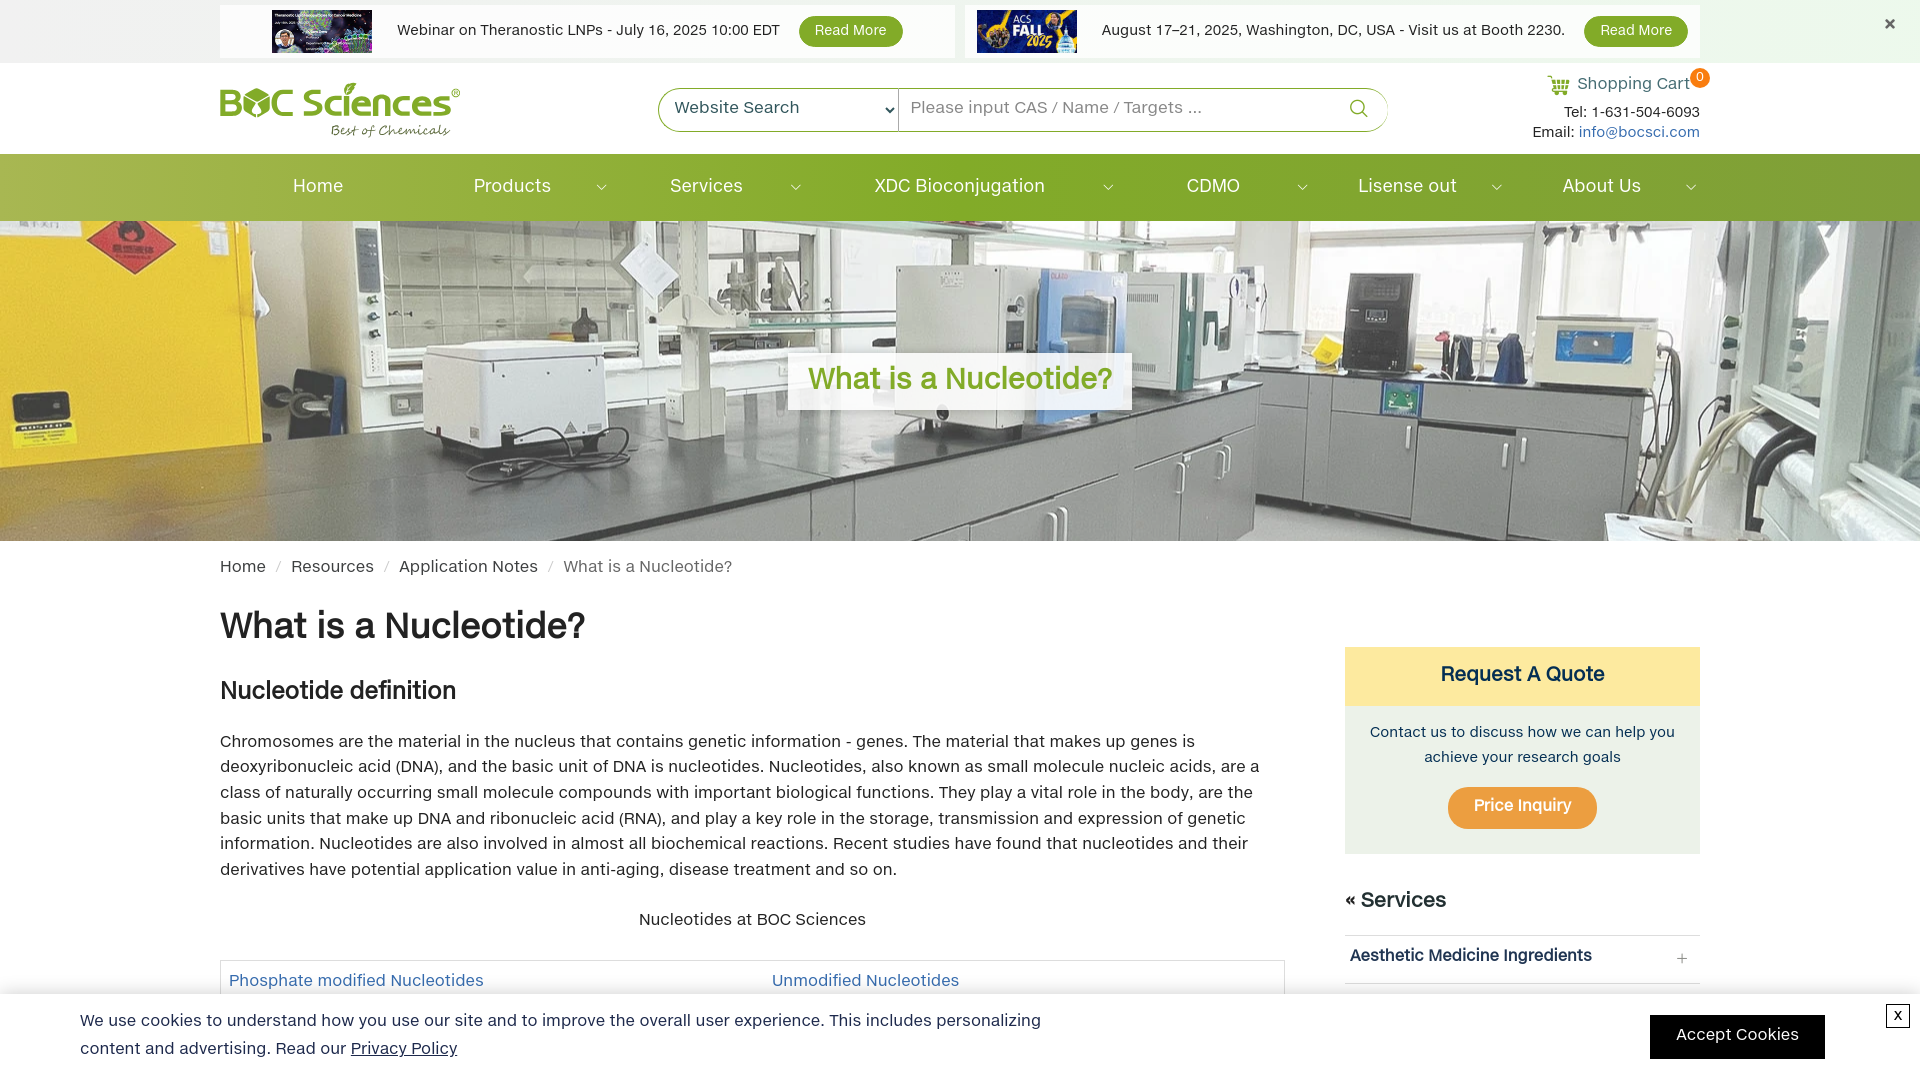 Webinar on Theranostic LNPs - July 16, 2025 10:00 EDT
Read More
ACS
FALL
2025
August 17–21, 2025, Washington, DC, USA - Visit us at Booth 2230.
Read More
×
BOC Sciences®
Best of Chemicals
Website Search
Please input CAS / Name / Targets ...
Shopping Cart 0
Tel: 1-631-504-6093
Email: info@bocsci.com
Home
Products
Services
XDC Bioconjugation
CDMO
Lisense out
About Us
What is a Nucleotide?
Home / Resources / Application Notes / What is a Nucleotide?
What is a Nucleotide?
Nucleotide definition
Chromosomes are the material in the nucleus that contains genetic information - genes. The material that makes up genes is
deoxyribonucleic acid (DNA), and the basic unit of DNA is nucleotides. Nucleotides, also known as small molecule nucleic acids, are a
class of naturally occurring small molecule compounds with important biological functions. They play a vital role in the body, are the
basic units that make up DNA and ribonucleic acid (RNA), and play a key role in the storage, transmission and expression of genetic
information. Nucleotides are also involved in almost all biochemical reactions. Recent studies have found that nucleotides and their
derivatives have potential application value in anti-aging, disease treatment and so on.
Nucleotides at BOC Sciences
Phosphate modified Nucleotides
Unmodified Nucleotides
Request A Quote
Contact us to discuss how we can help you
achieve your research goals
Price Inquiry
« Services
Aesthetic Medicine Ingredients +
We use cookies to understand how you use our site and to improve the overall user experience. This includes personalizing
content and advertising. Read our Privacy Policy
Accept Cookies
X